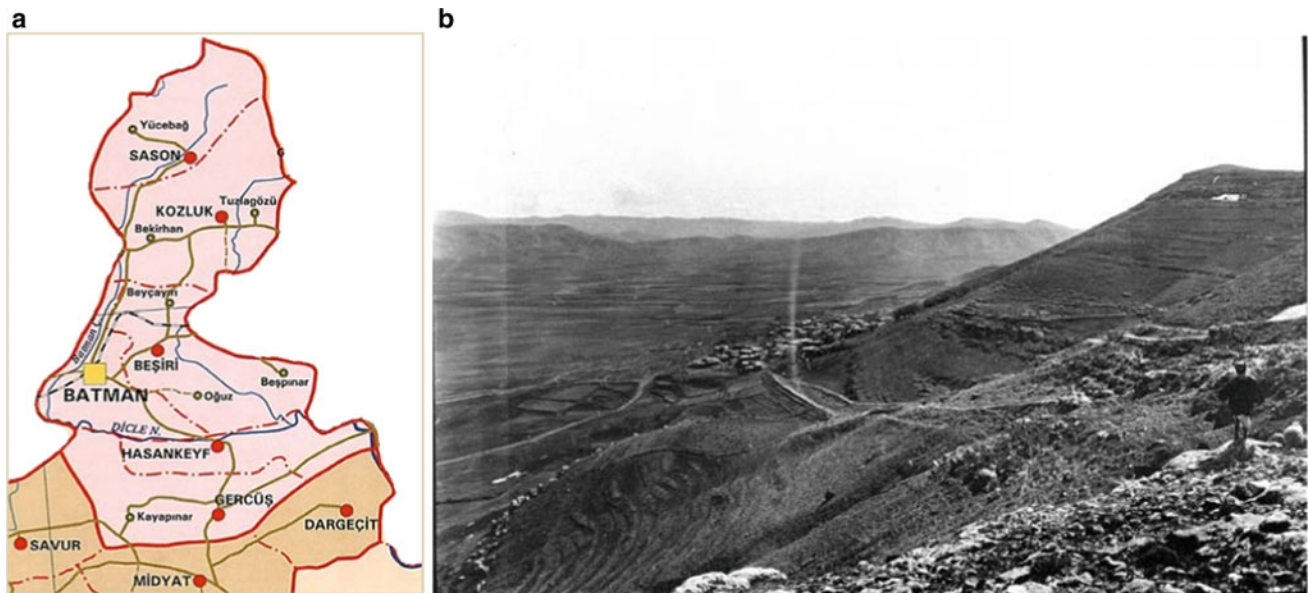 a
b
Yücebağ
SASON
G
KOZLUK
Tuzlagözü
Bekirhan
Beyçayırı
Batman Ç.
BEŞİRİ
BATMAN
Beşpınar
Oğuz
DİCLE N.
HASANKEYF
GERCÜŞ
Kayapınar
DARGEÇİT
SAVUR
MİDYAT